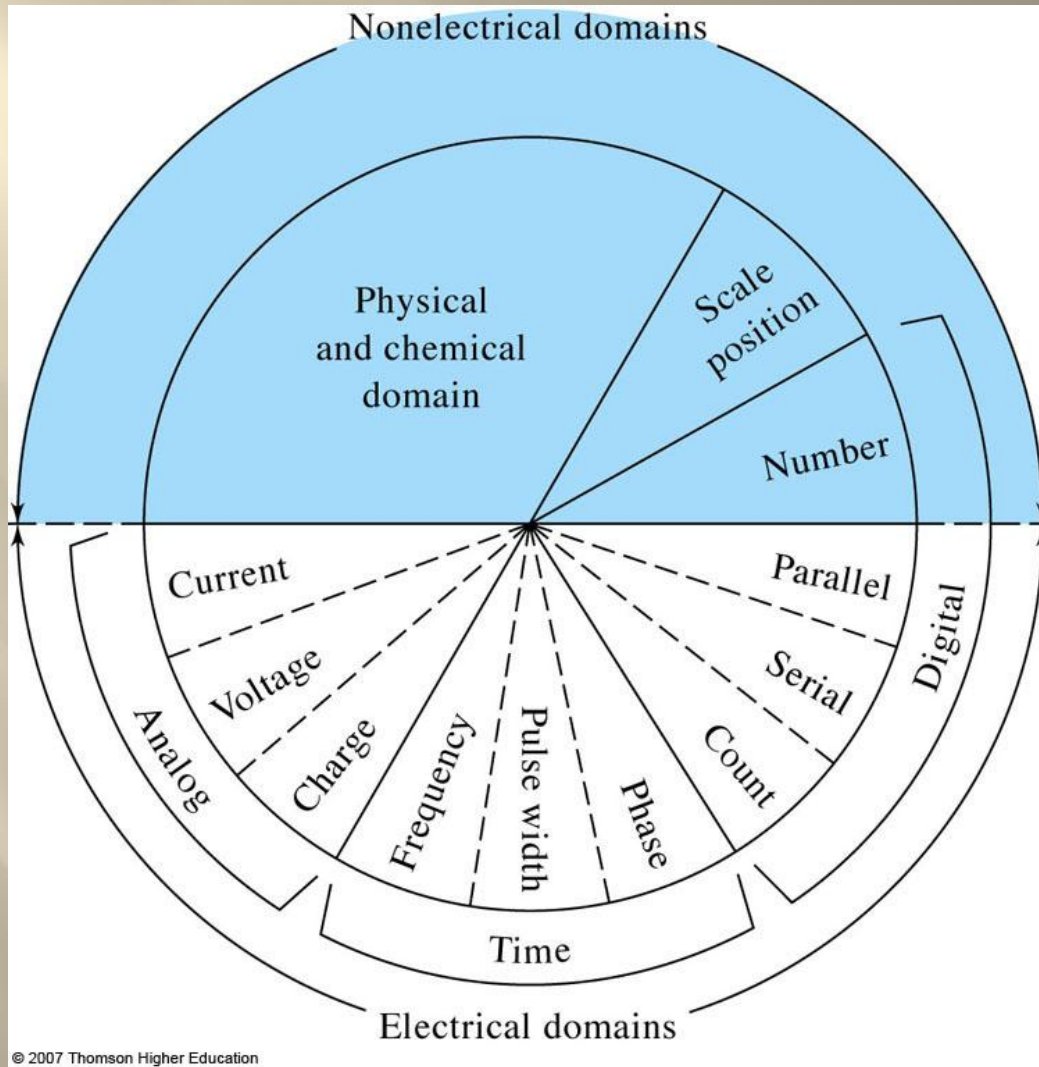 Nonelectrical domains
Physical
and chemical
domain
Scale
position
Number
Current
Voltage
Charge
Frequency
Pulse width
Phase
Count
Serial
Parallel
Analog
Time
Digital
Electrical domains
© 2007 Thomson Higher Education